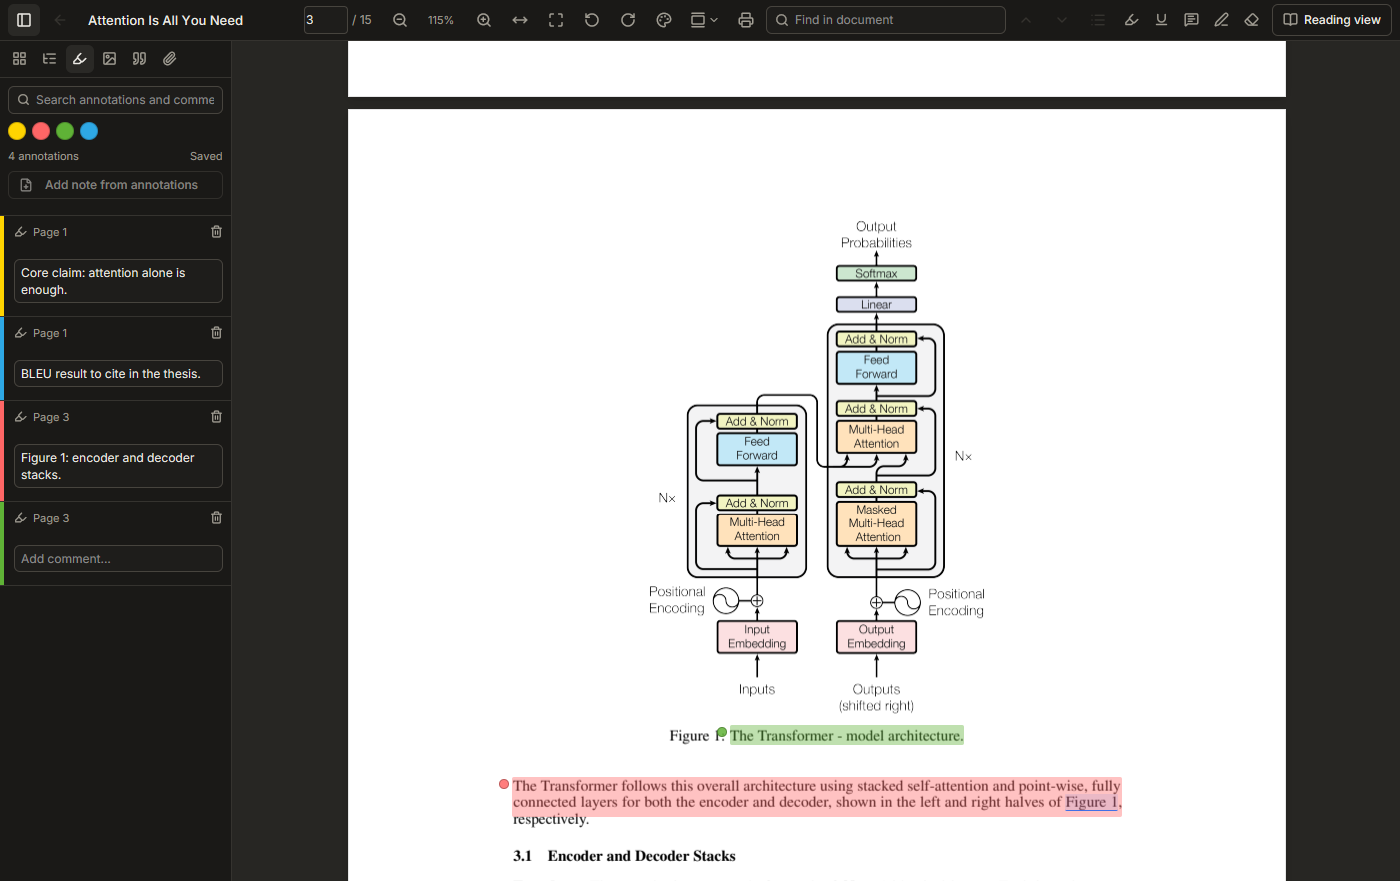 Attention Is All You Need
3 / 15
115%
Find in document
Reading view
Search annotations and comme
4 annotations
Saved
Add note from annotations
Page 1
Core claim: attention alone is
enough.
Page 1
BLEU result to cite in the thesis.
Page 3
Figure 1: encoder and decoder
stacks.
Page 3
Add comment...
Output
Probabilities
Softmax
Linear
Add & Norm
Feed
Forward
Add & Norm
Multi-Head
Attention
Add & Norm
Masked
Multi-Head
Attention
Nx
Add & Norm
Feed
Forward
Add & Norm
Multi-Head
Attention
Nx
Positional
Encoding
Positional
Encoding
Input
Embedding
Output
Embedding
Inputs
Outputs
(shifted right)
Figure 1: The Transformer - model architecture.
The Transformer follows this overall architecture using stacked self-attention and point-wise, fully
connected layers for both the encoder and decoder, shown in the left and right halves of Figure 1,
respectively.
3.1 Encoder and Decoder Stacks